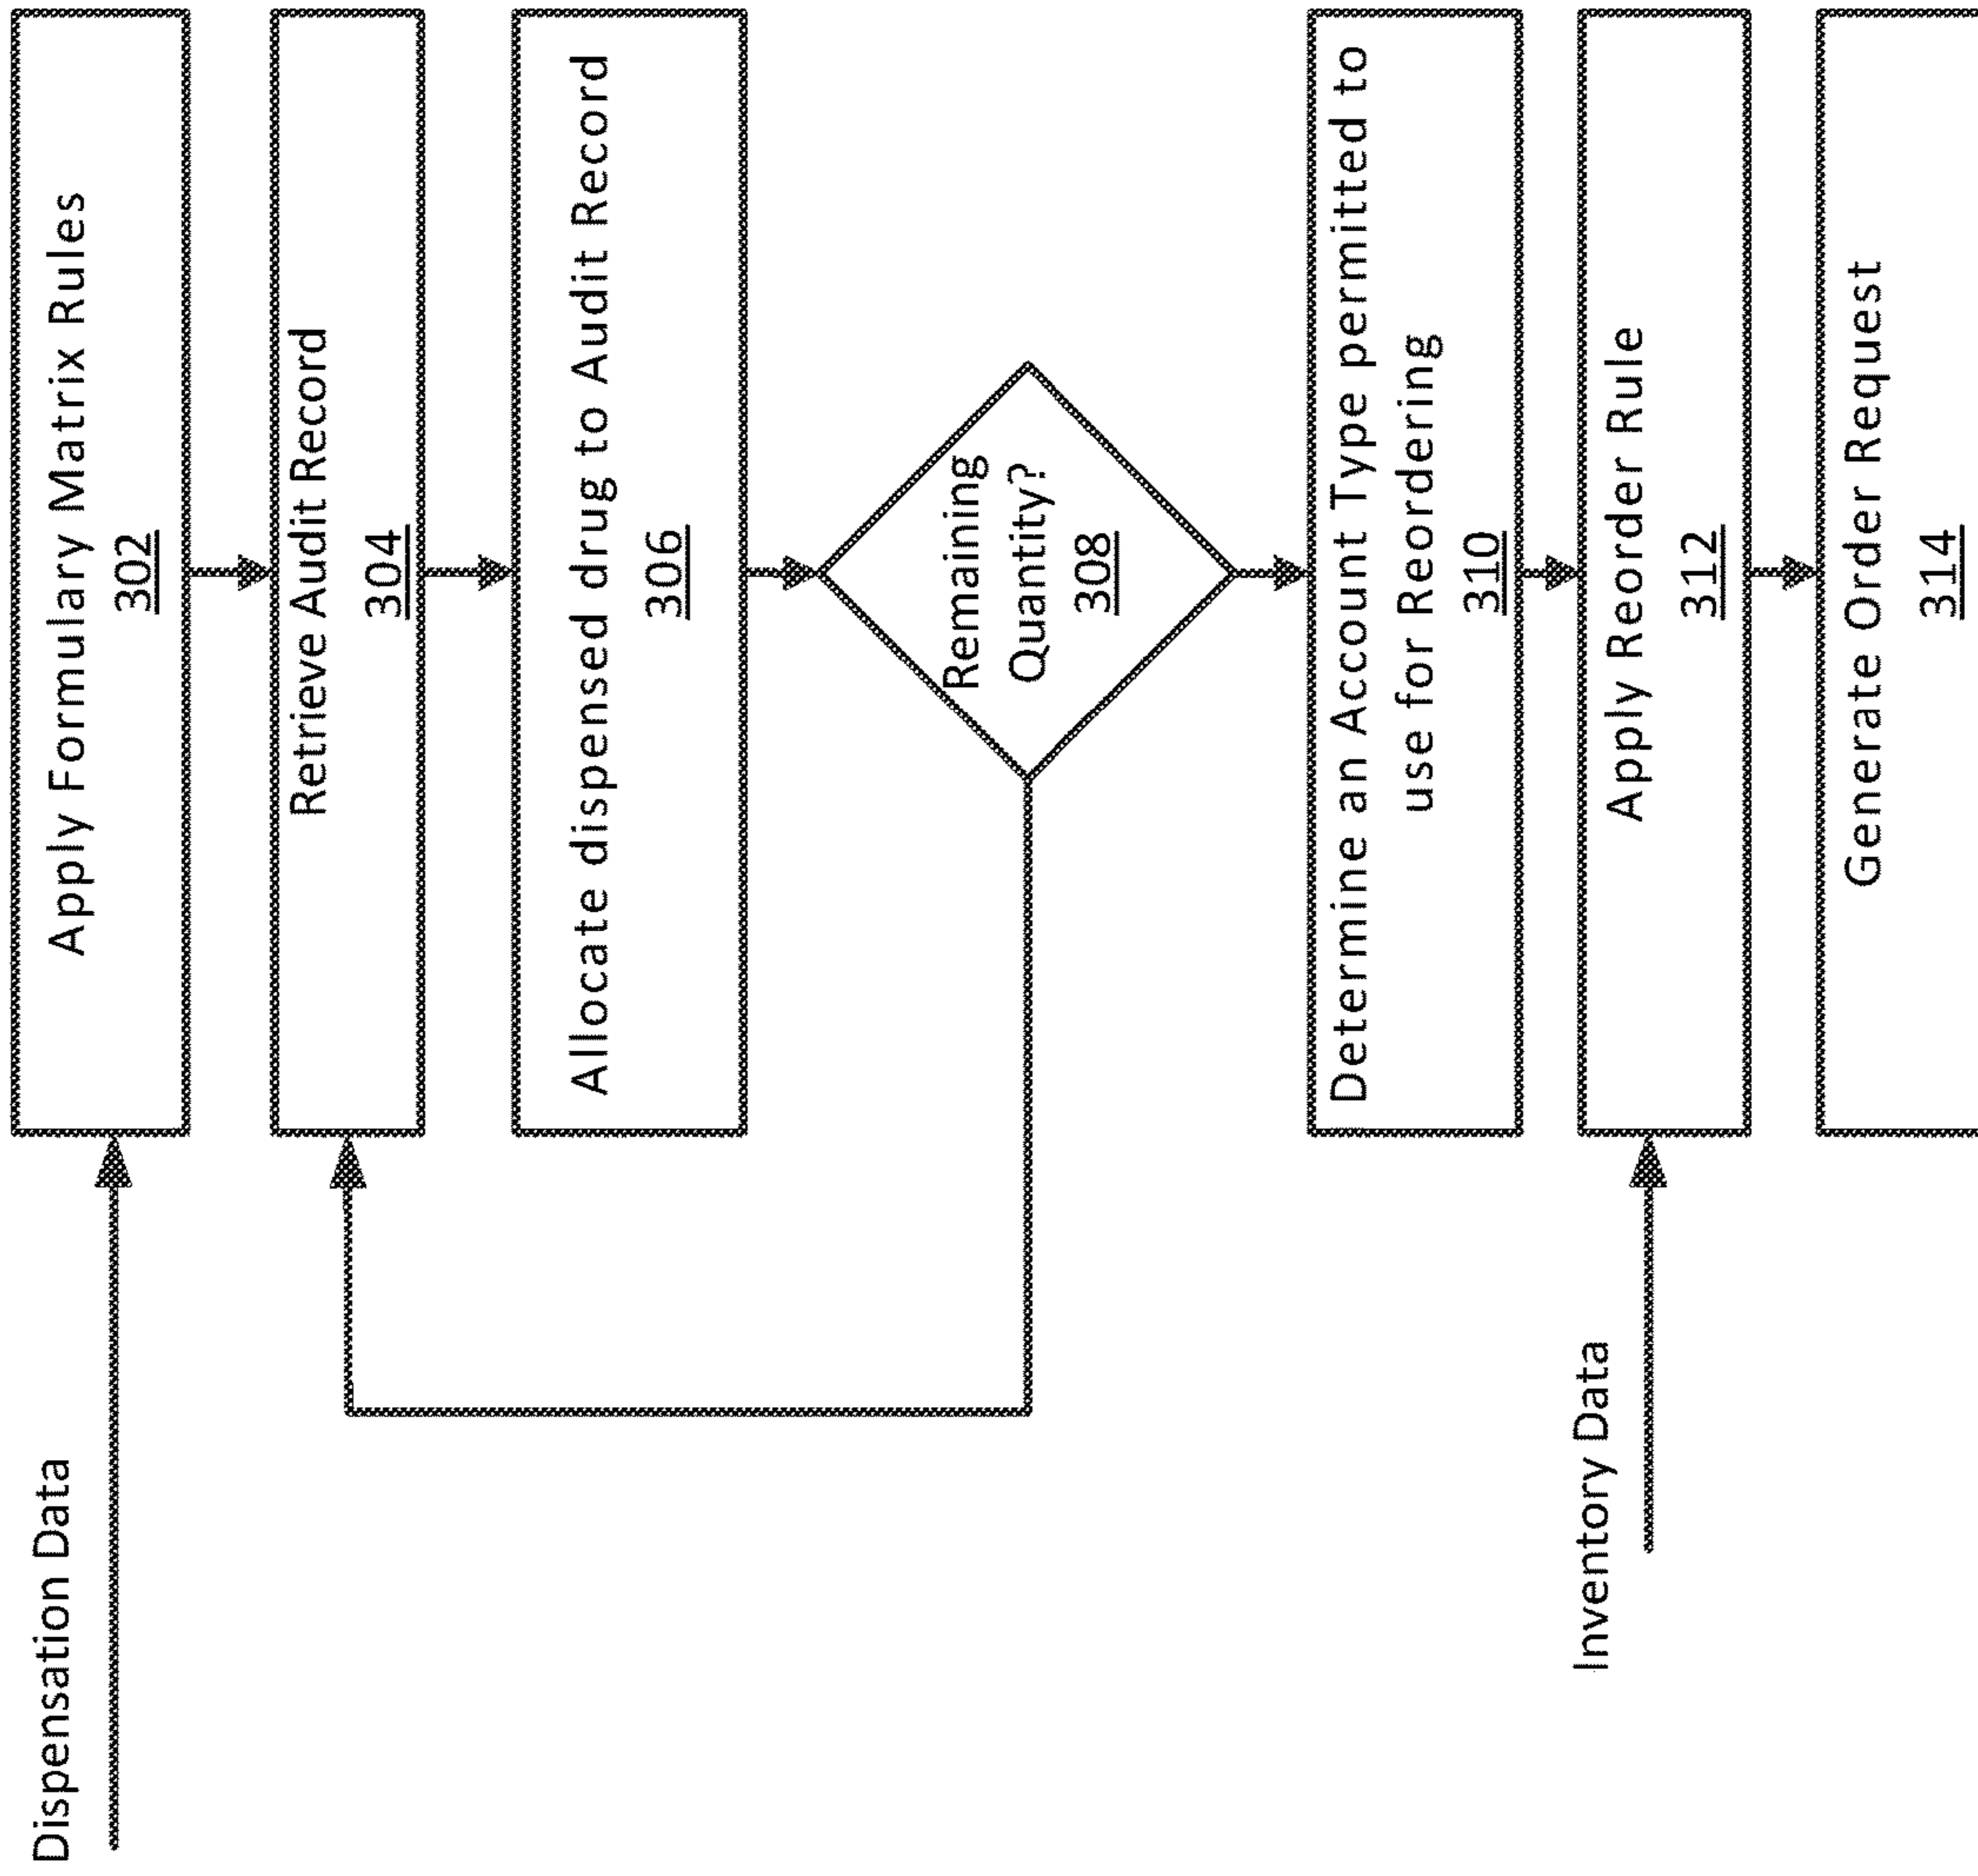 Dispensation Data
Apply Formulary Matrix Rules
302
Retrieve Audit Record
304
Allocate dispensed drug to Audit Record
306
Remaining
Quantity?
308
Determine an Account Type permitted to
use for Reordering
310
Inventory Data
Apply Reorder Rule
312
Generate Order Request
314